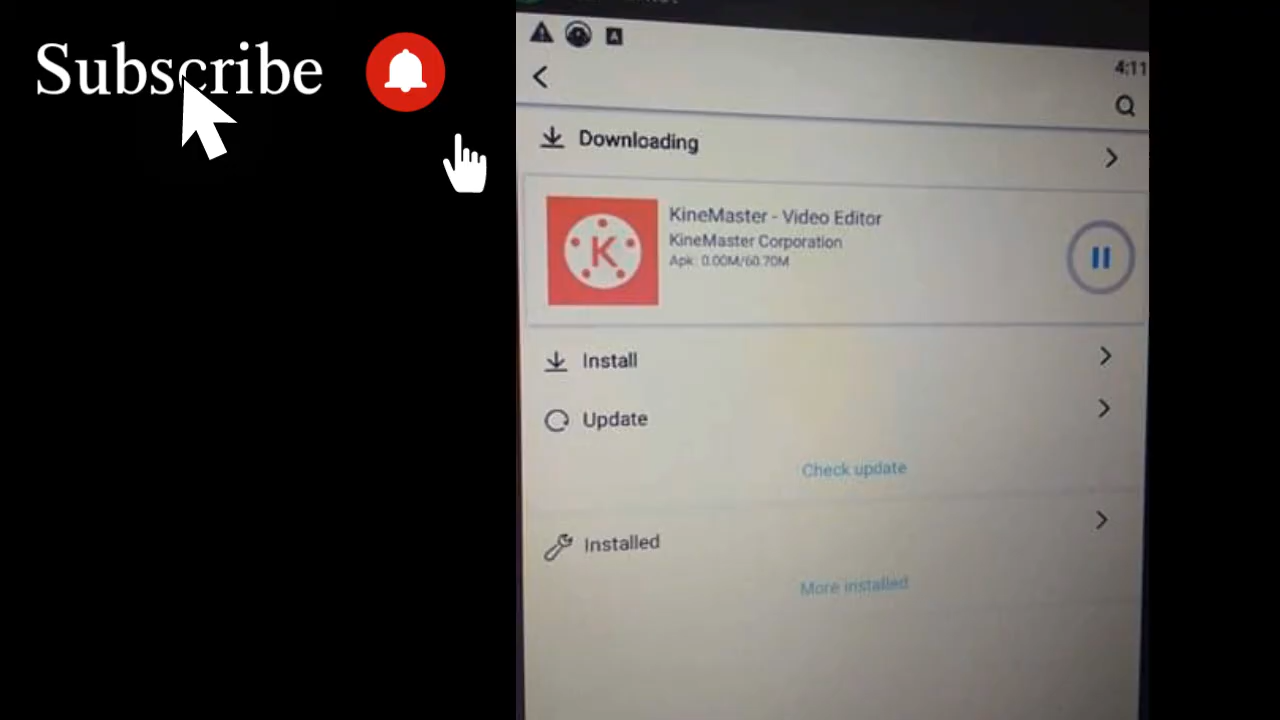 Subscribe
4:11
Downloading
KineMaster - Video Editor
KineMaster Corporation
Apk: 0.00M/60.70M
K
Install
Update
Check update
Installed
More installed